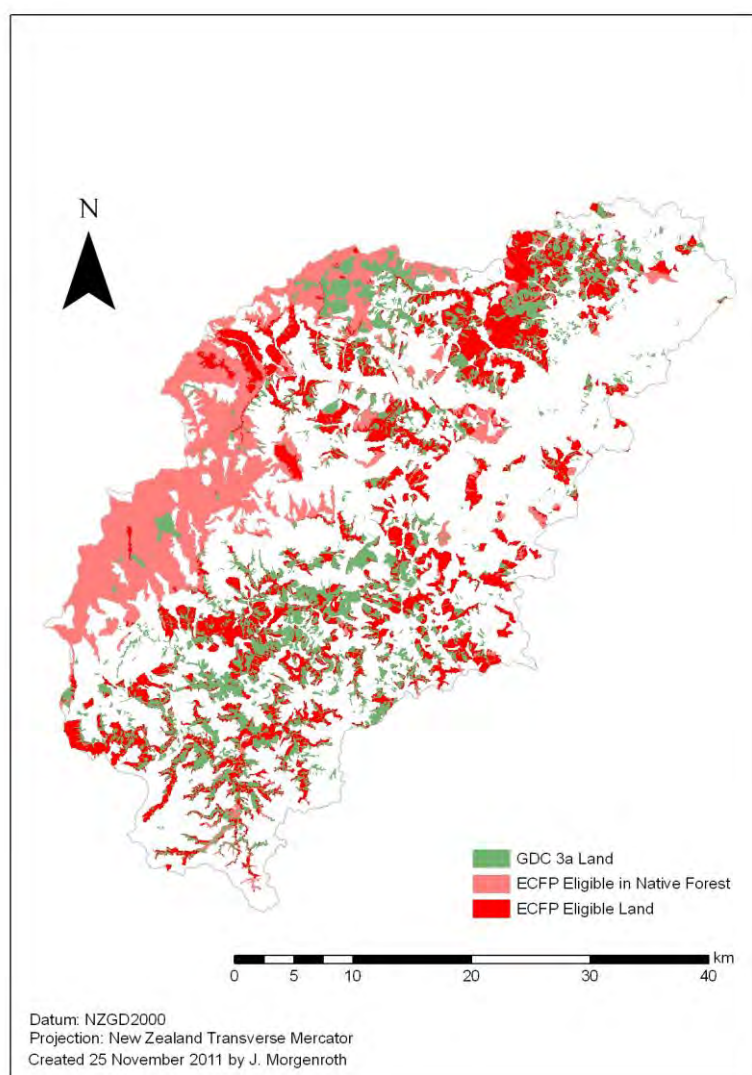 N
GDC 3a Land
ECFP Eligible in Native Forest
ECFP Eligible Land
km
0 5 10 20 30 40
Datum: NZGD2000
Projection: New Zealand Transverse Mercator
Created 25 November 2011 by J. Morgenroth